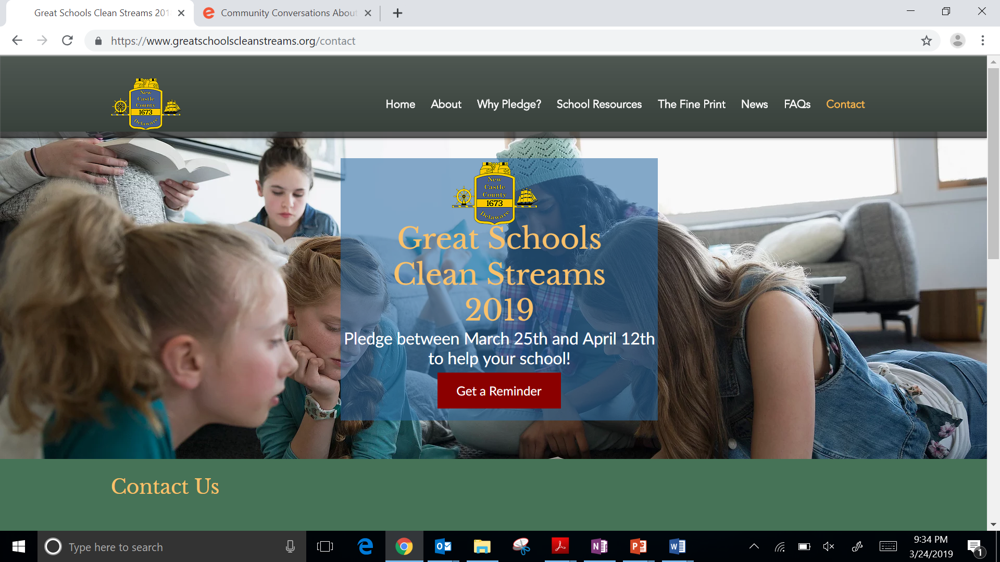 Great Schools Clean Streams 201
Community Conversations About
https://www.greatschoolscleanstreams.org/contact
New
Castle
County
1673
Delaware
Home About Why Pledge? School Resources The Fine Print News FAQs Contact
New
Castle
County
1673
Delaware
Great Schools
Clean Streams
2019
Pledge between March 25th and April 12th
to help your school!
Get a Reminder
Contact Us
Type here to search
9:34 PM
3/24/2019
1